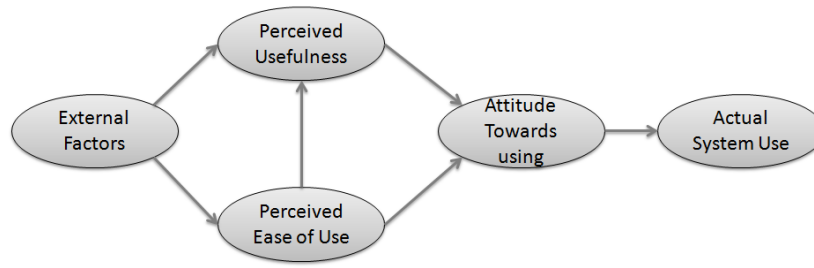 Perceived
Usefulness
External
Factors
Attitude
Towards
using
Actual
System Use
Perceived
Ease of Use